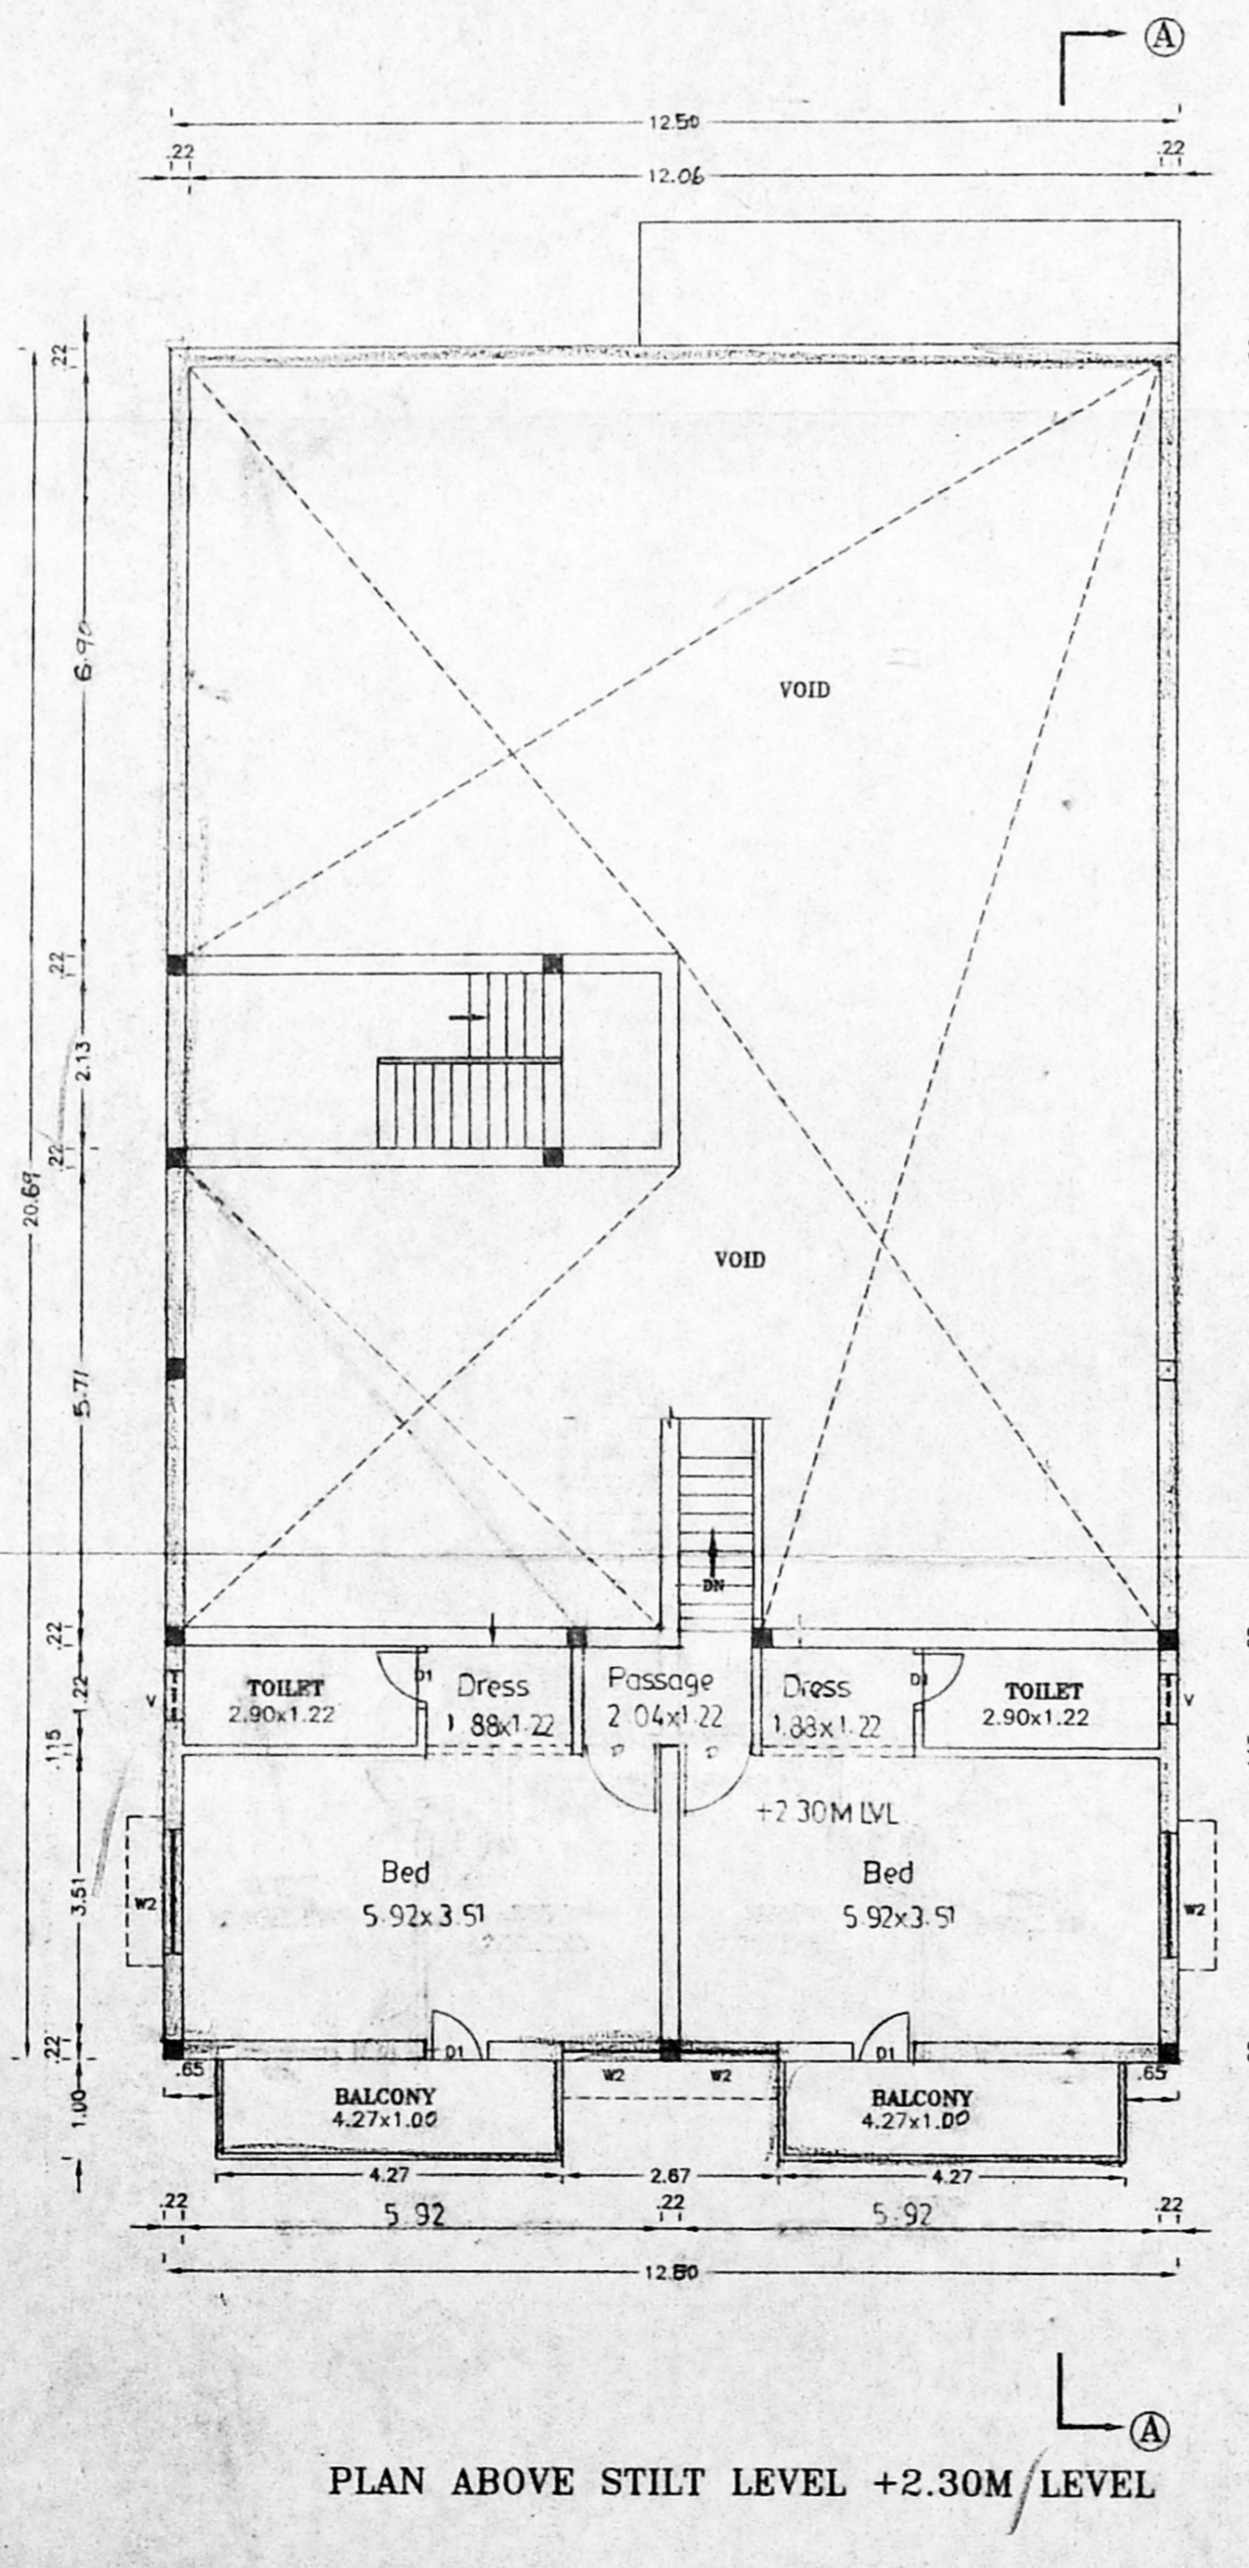 A
12.50
.22
.22
12.06
.22
6.90
VOID
.22
2.13
.22
20.69
VOID
5.71
DN
.22
TOILET
2.90x1.22
D1
Dress
1.88x1.22
Passage
2.04x1.22
Dress
1.88x1.22
D1
TOILET
2.90x1.22
V
V
1.22
.115
D
D
+2.30M LVL
Bed
5.92x3.51
Bed
5.92x3.51
W2
W2
3.51
.22
D1
D1
.65
W2
W2
.65
BALCONY
4.27x1.00
BALCONY
4.27x1.00
1.00
4.27
2.67
4.27
.22
5.92
.22
5.92
.22
12.50
A
PLAN ABOVE STILT LEVEL +2.30M LEVEL